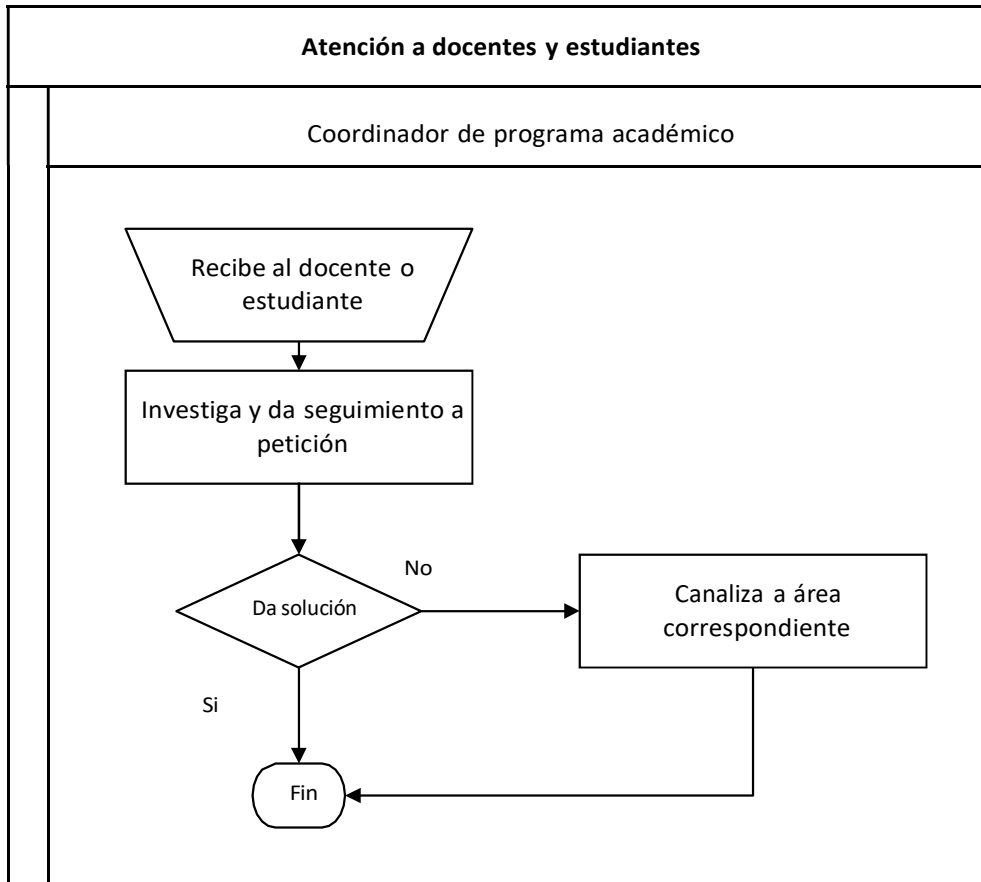 Atención a docentes y estudiantes
Coordinador de programa académico
Recibe al docente o
estudiante
Investiga y da seguimiento a
petición
Da solución
No
Canaliza a área
correspondiente
Si
Fin